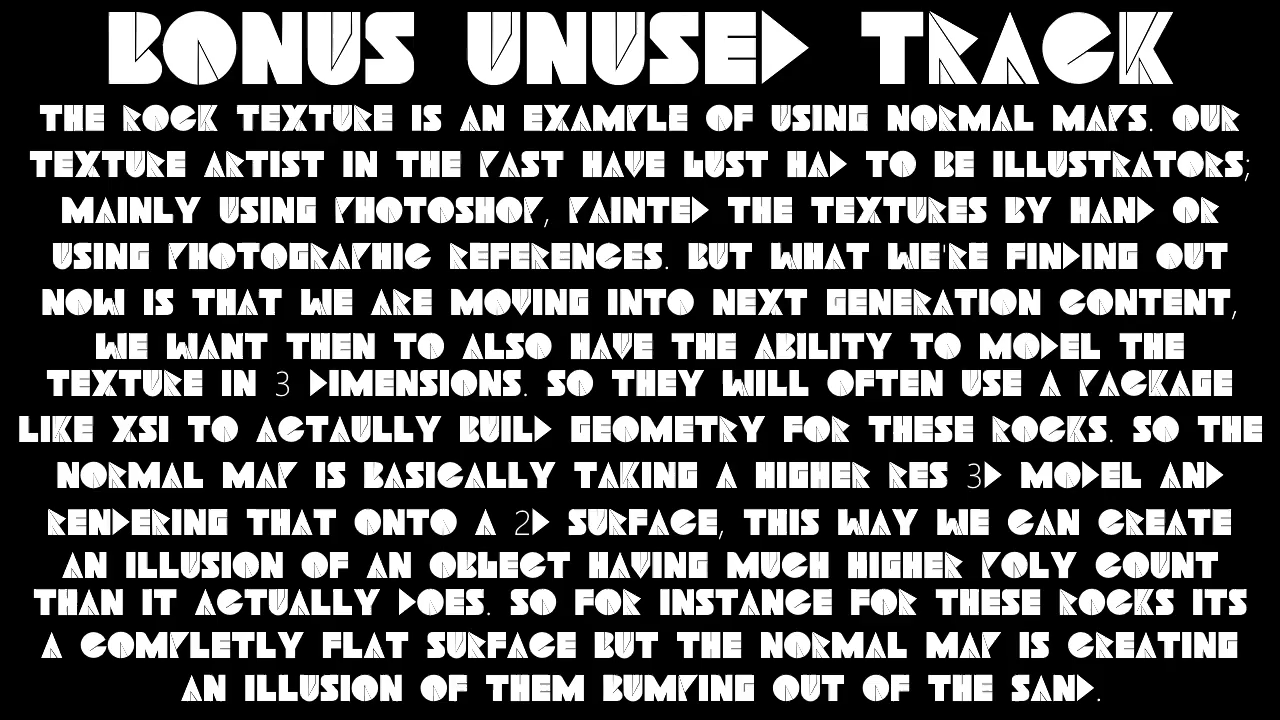 BONUS UNUSED TRACK
THE ROCK TEXTURE IS AN EXAMPLE OF USING NORMAL MAPS. OUR
TEXTURE ARTIST IN THE PAST HAVE JUST HAD TO BE ILLUSTRATORS;
MAINLY USING PHOTOSHOP, PAINTED THE TEXTURES BY HAND OR
USING PHOTOGRAPHIC REFERENCES. BUT WHAT WE'RE FINDING OUT
NOW IS THAT WE ARE MOVING INTO NEXT GENERATION CONTENT,
WE WANT THEN TO ALSO HAVE THE ABILITY TO MODEL THE
TEXTURE IN 3 DIMENSIONS. SO THEY WILL OFTEN USE A PACKAGE
LIKE XSI TO ACTAULLY BUILD GEOMETRY FOR THESE ROCKS. SO THE
NORMAL MAP IS BASICALLY TAKING A HIGHER RES 3D MODEL AND
RENDERING THAT ONTO A 2D SURFACE, THIS WAY WE CAN CREATE
AN ILLUSION OF AN OBJECT HAVING MUCH HIGHER POLY COUNT
THAN IT ACTUALLY DOES. SO FOR INSTANCE FOR THESE ROCKS ITS
A COMPLETLY FLAT SURFACE BUT THE NORMAL MAP IS CREATING
AN ILLUSION OF THEM BUMPING OUT OF THE SAND.